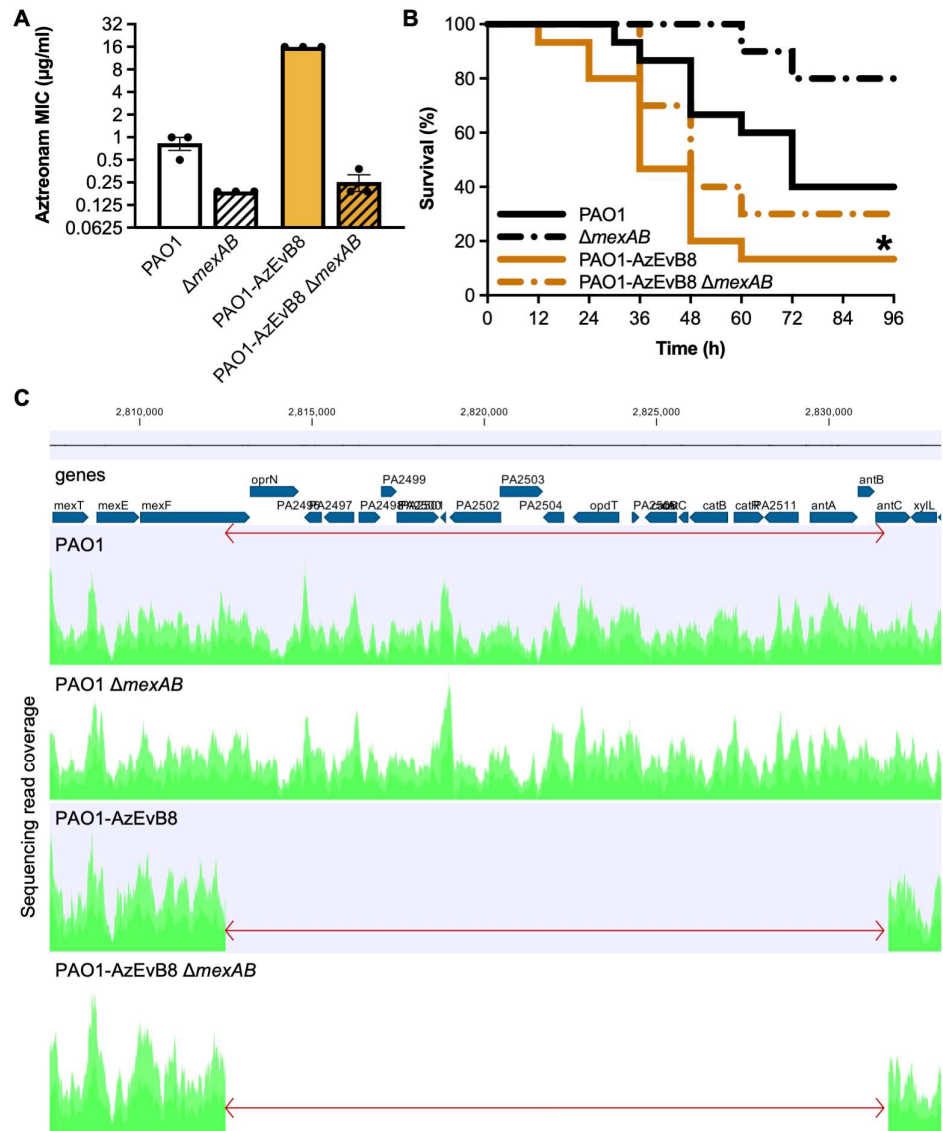 A
Aztreonam MIC (µg/ml)
32
16
8
4
2
1
0.5
0.25
0.125
0.0625
PAO1
ΔmexAB
PAO1-AzEvB8
PAO1-AzEvB8 ΔmexAB
B
Survival (%)
100
80
60
40
20
0
PAO1
ΔmexAB
PAO1-AzEvB8
PAO1-AzEvB8 ΔmexAB
*
0 12 24 36 48 60 72 84 96
Time (h)
C
2,810,000 2,815,000 2,820,000 2,825,000 2,830,000
genes
oprN PA2499 PA2503 antB
mexT mexE mexF PA2496 PA2497 PA2498 PA2502 PA2504 opdT catB catR PA2511 antA antC xylL
Sequencing read coverage
PAO1
PAO1 ΔmexAB
PAO1-AzEvB8
PAO1-AzEvB8 ΔmexAB